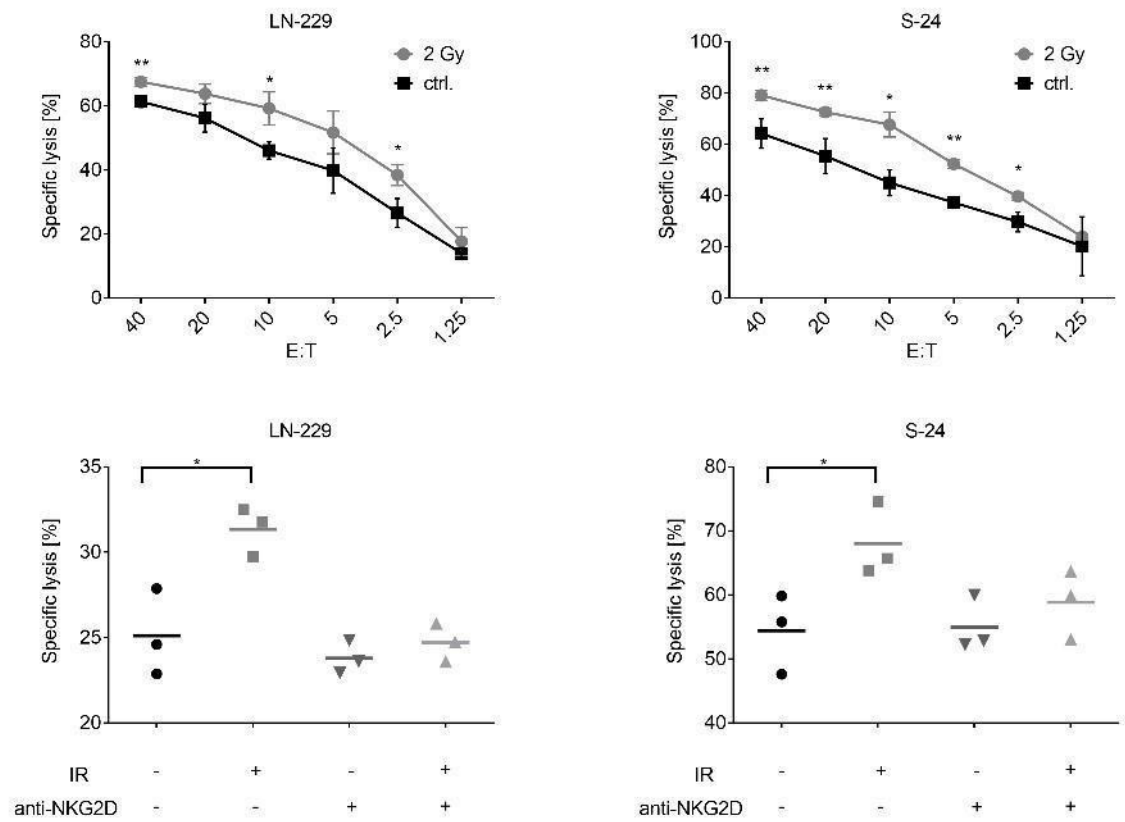 LN-229
80
60
40
20
0
Specific lysis [%]
2 Gy
ctrl.
**
*
*
40
20
10
5
2.5
1.25
E:T
S-24
100
80
60
40
20
0
Specific lysis [%]
2 Gy
ctrl.
**
**
*
**
*
40
20
10
5
2.5
1.25
E:T
LN-229
35
30
25
20
Specific lysis [%]
*
S-24
80
70
60
50
40
Specific lysis [%]
*
IR - + - + - + - +
anti-NKG2D - - + + - - + +